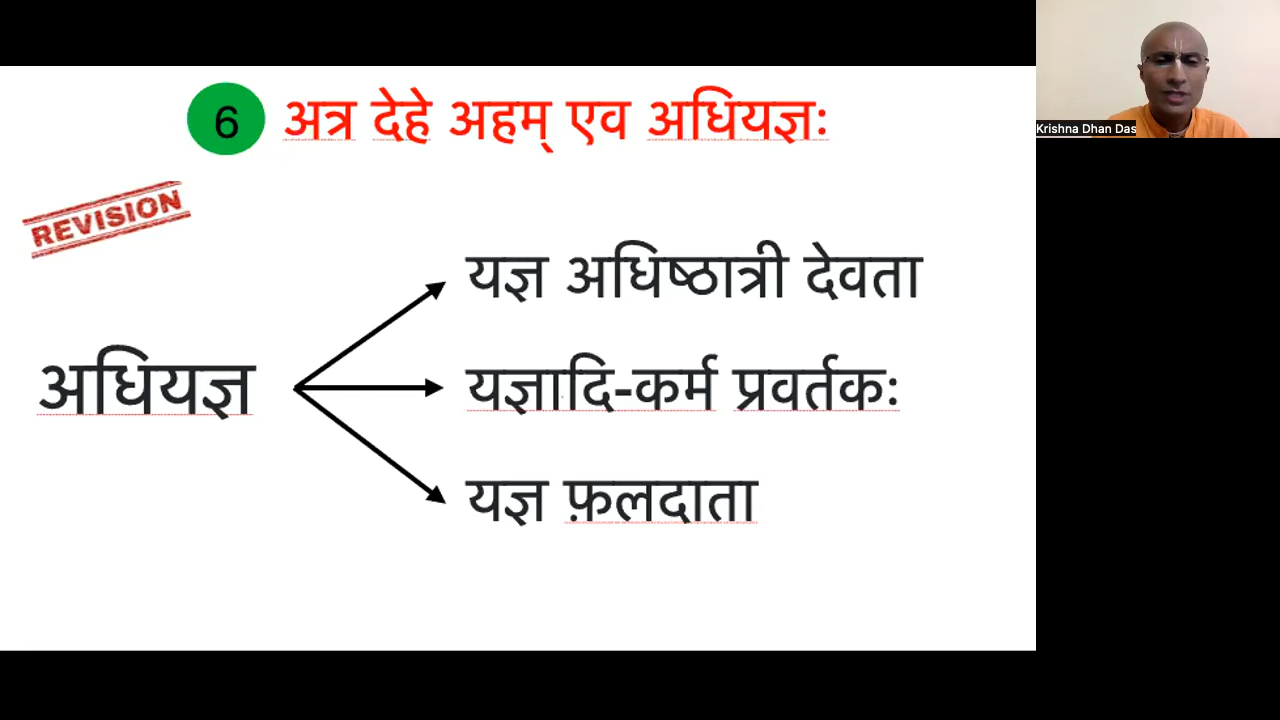 6 अत्र देहे अहम् एव अधियज्ञः
Krishna Dhan Das
REVISION
यज्ञ अधिष्ठात्री देवता
अधियज्ञ
यज्ञादि-कर्म प्रवर्तकः
यज्ञ फ़लदाता